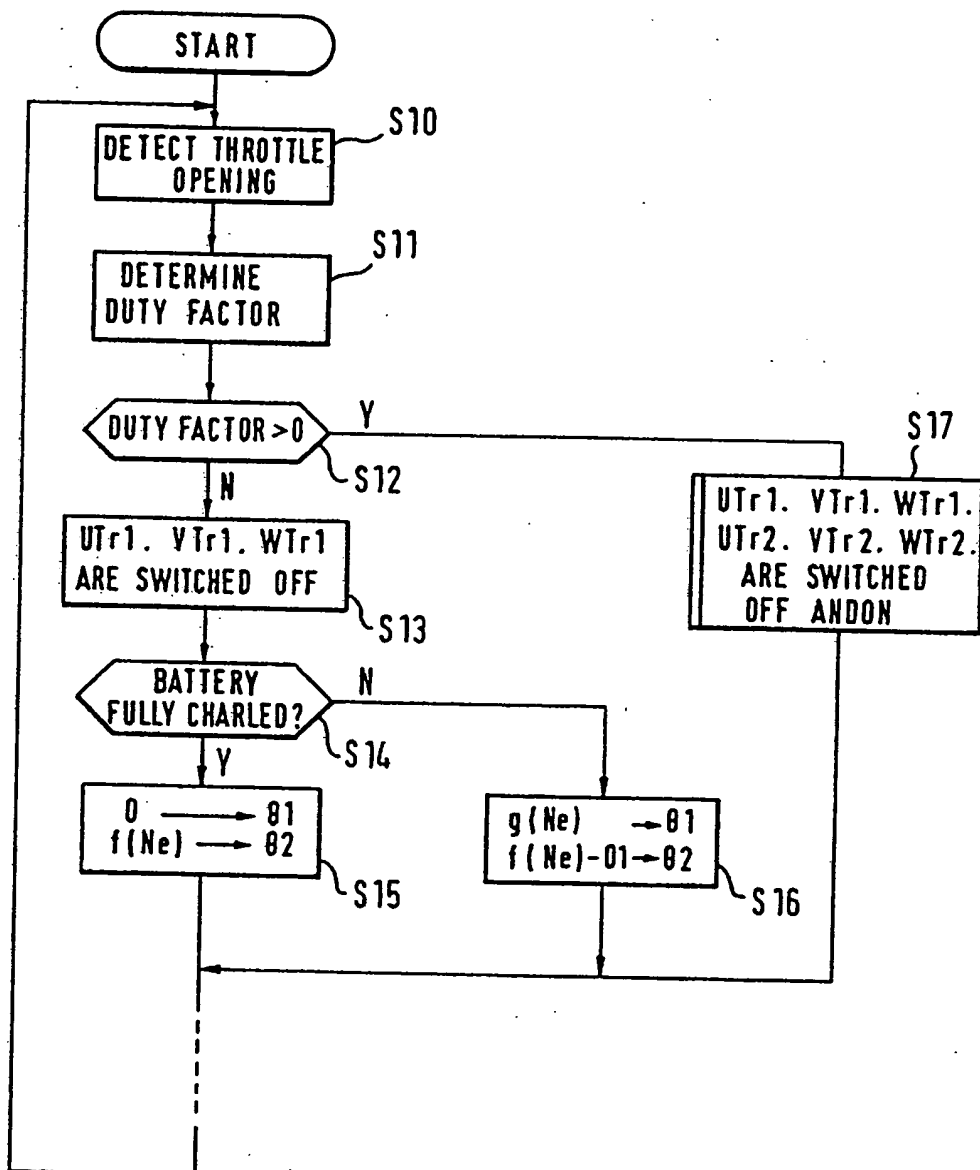 START
S10
DETECT THROTTLE
OPENING
S11
DETERMINE
DUTY FACTOR
DUTY FACTOR >0
Y
S12
N
S17
UTr1. VTr1. WTr1.
UTr2. VTr2. WTr2.
ARE SWITCHED
OFF ANDON
UTr1. VTr1. WTr1
ARE SWITCHED OFF
S13
BATTERY
FULLY CHARLED?
N
S14
Y
0 → θ1
f(Ne) → θ2
S15
g(Ne) → θ1
f(Ne)-θ1 → θ2
S16